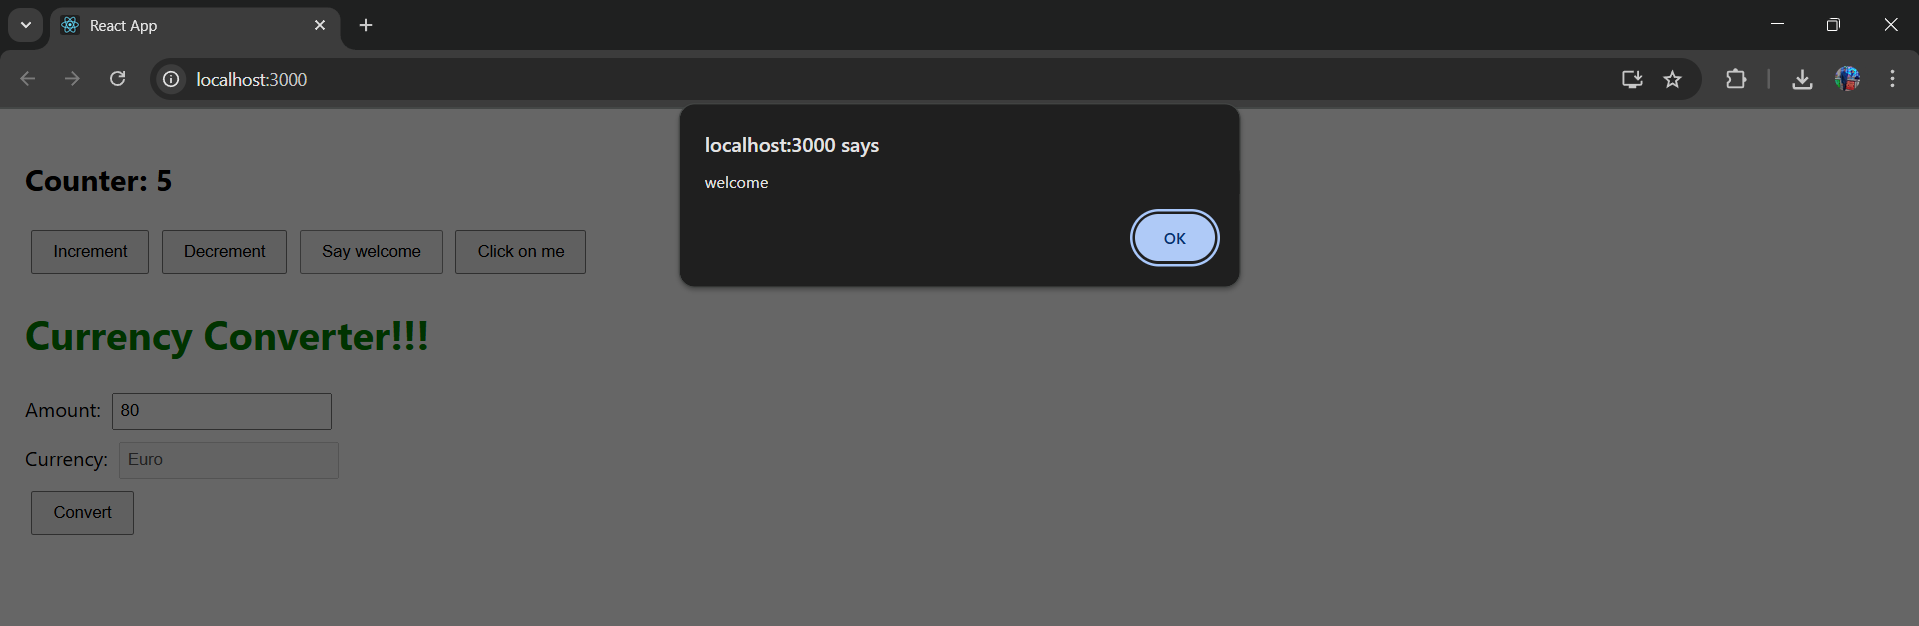 React App
localhost:3000
localhost:3000 says
welcome
OK
Counter: 5
Increment Decrement Say welcome Click on me
Currency Converter!!!
Amount: 80
Currency: Euro
Convert